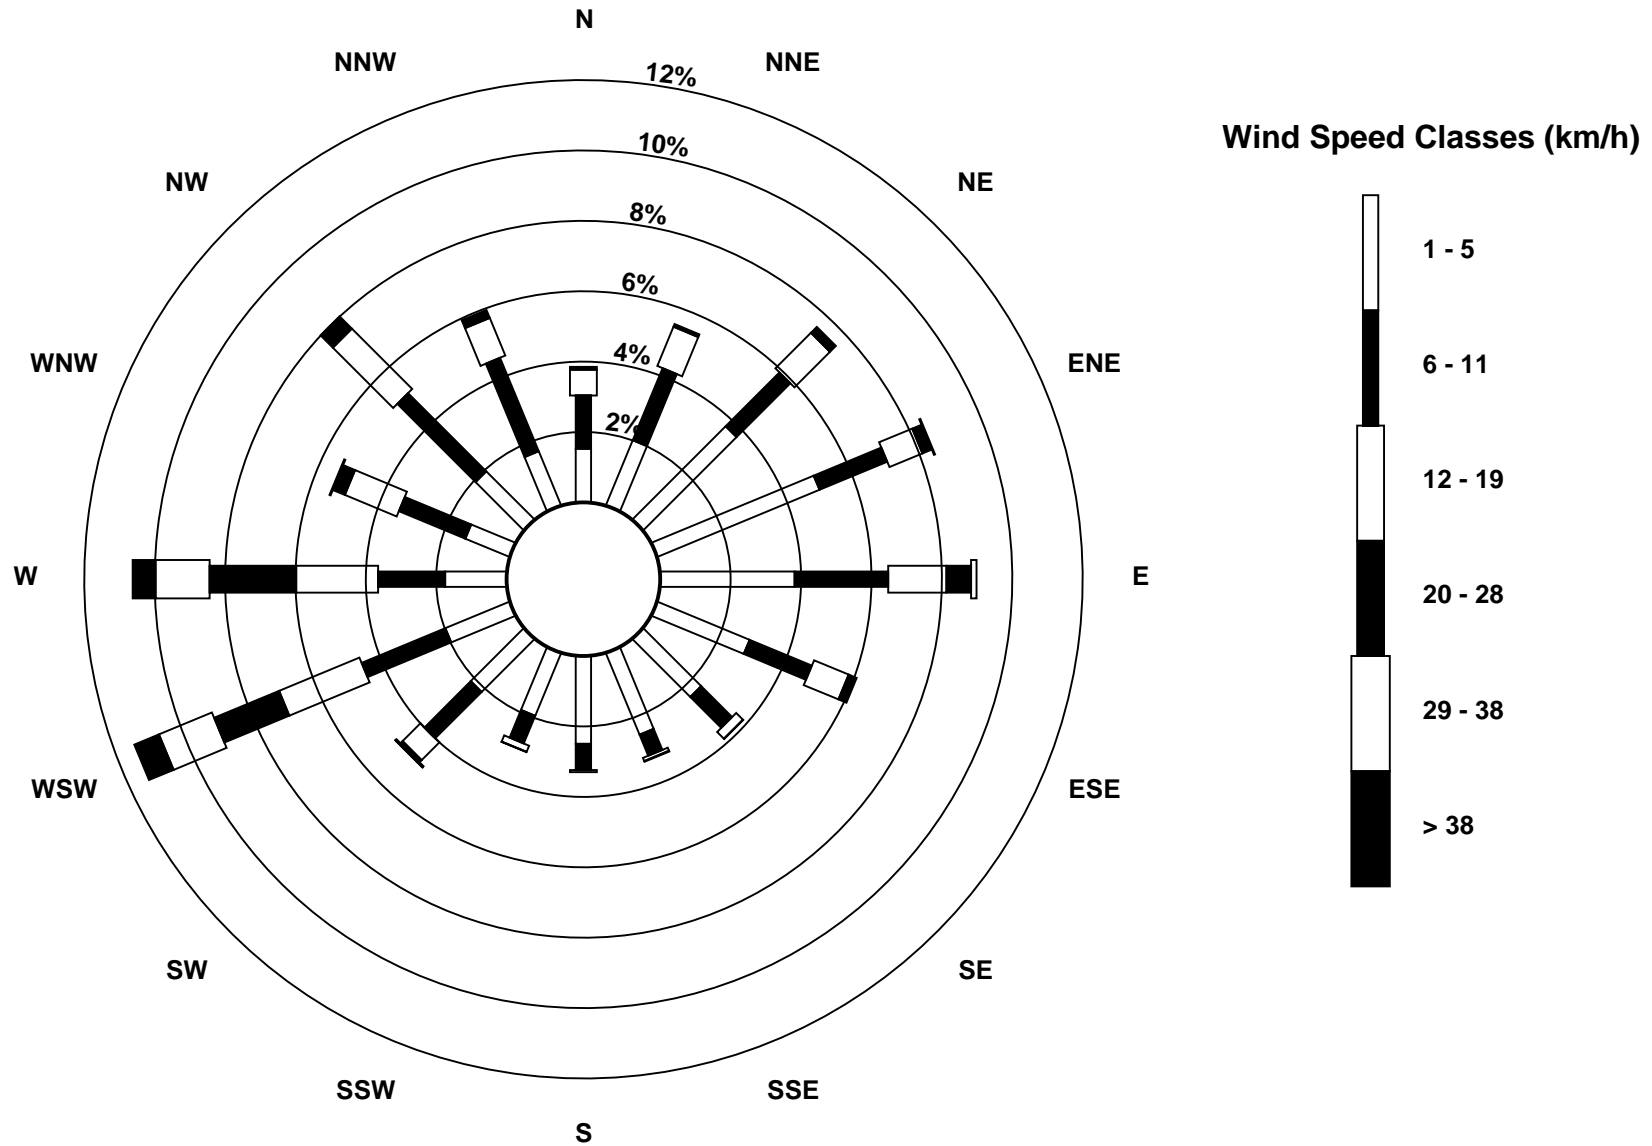 N
NNW
NNE
12%
10%
Wind Speed Classes (km/h)
NW
NE
8%
1 - 5
6%
4%
WNW
ENE
6 - 11
2%
12 - 19
W
E
20 - 28
29 - 38
WSW
ESE
> 38
SW
SE
SSW
SSE
S